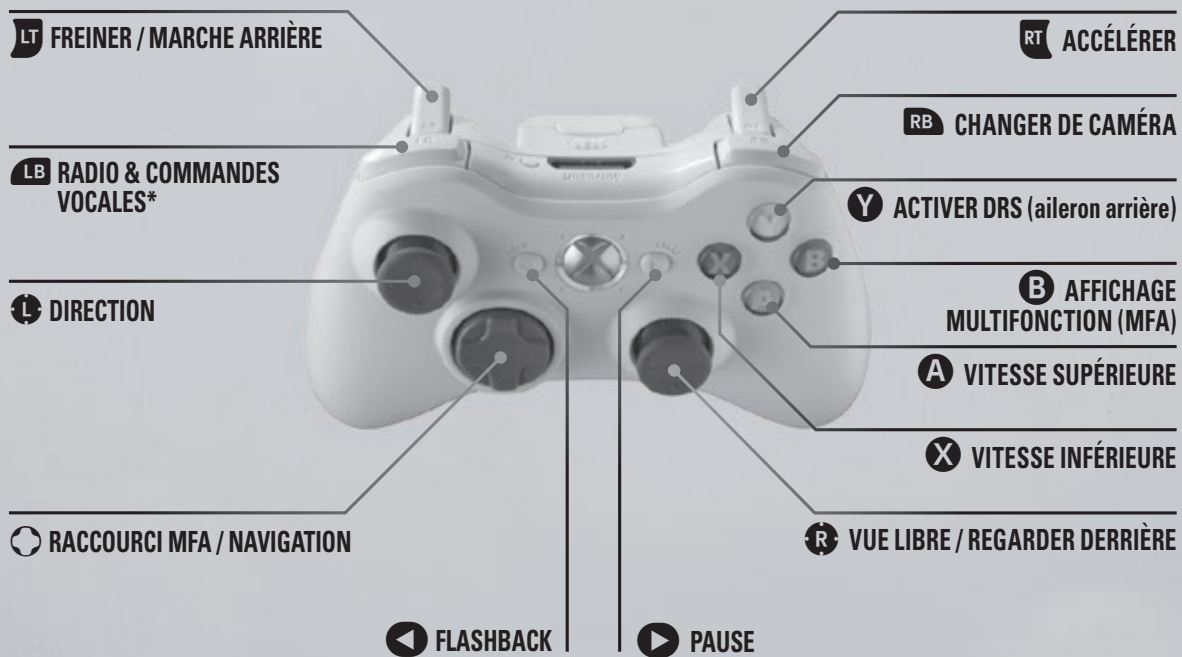 LT FREINER / MARCHE ARRIÈRE
LB RADIO & COMMANDES
VOCALES*
L DIRECTION
RACCOURCI MFA / NAVIGATION
FLASHBACK
PAUSE
RT ACCÉLÉRER
RB CHANGER DE CAMÉRA
Y ACTIVER DRS (aileron arrière)
B AFFICHAGE
MULTIFONCTION (MFA)
A VITESSE SUPÉRIEURE
X VITESSE INFÉRIEURE
R VUE LIBRE / REGARDER DERRIÈRE